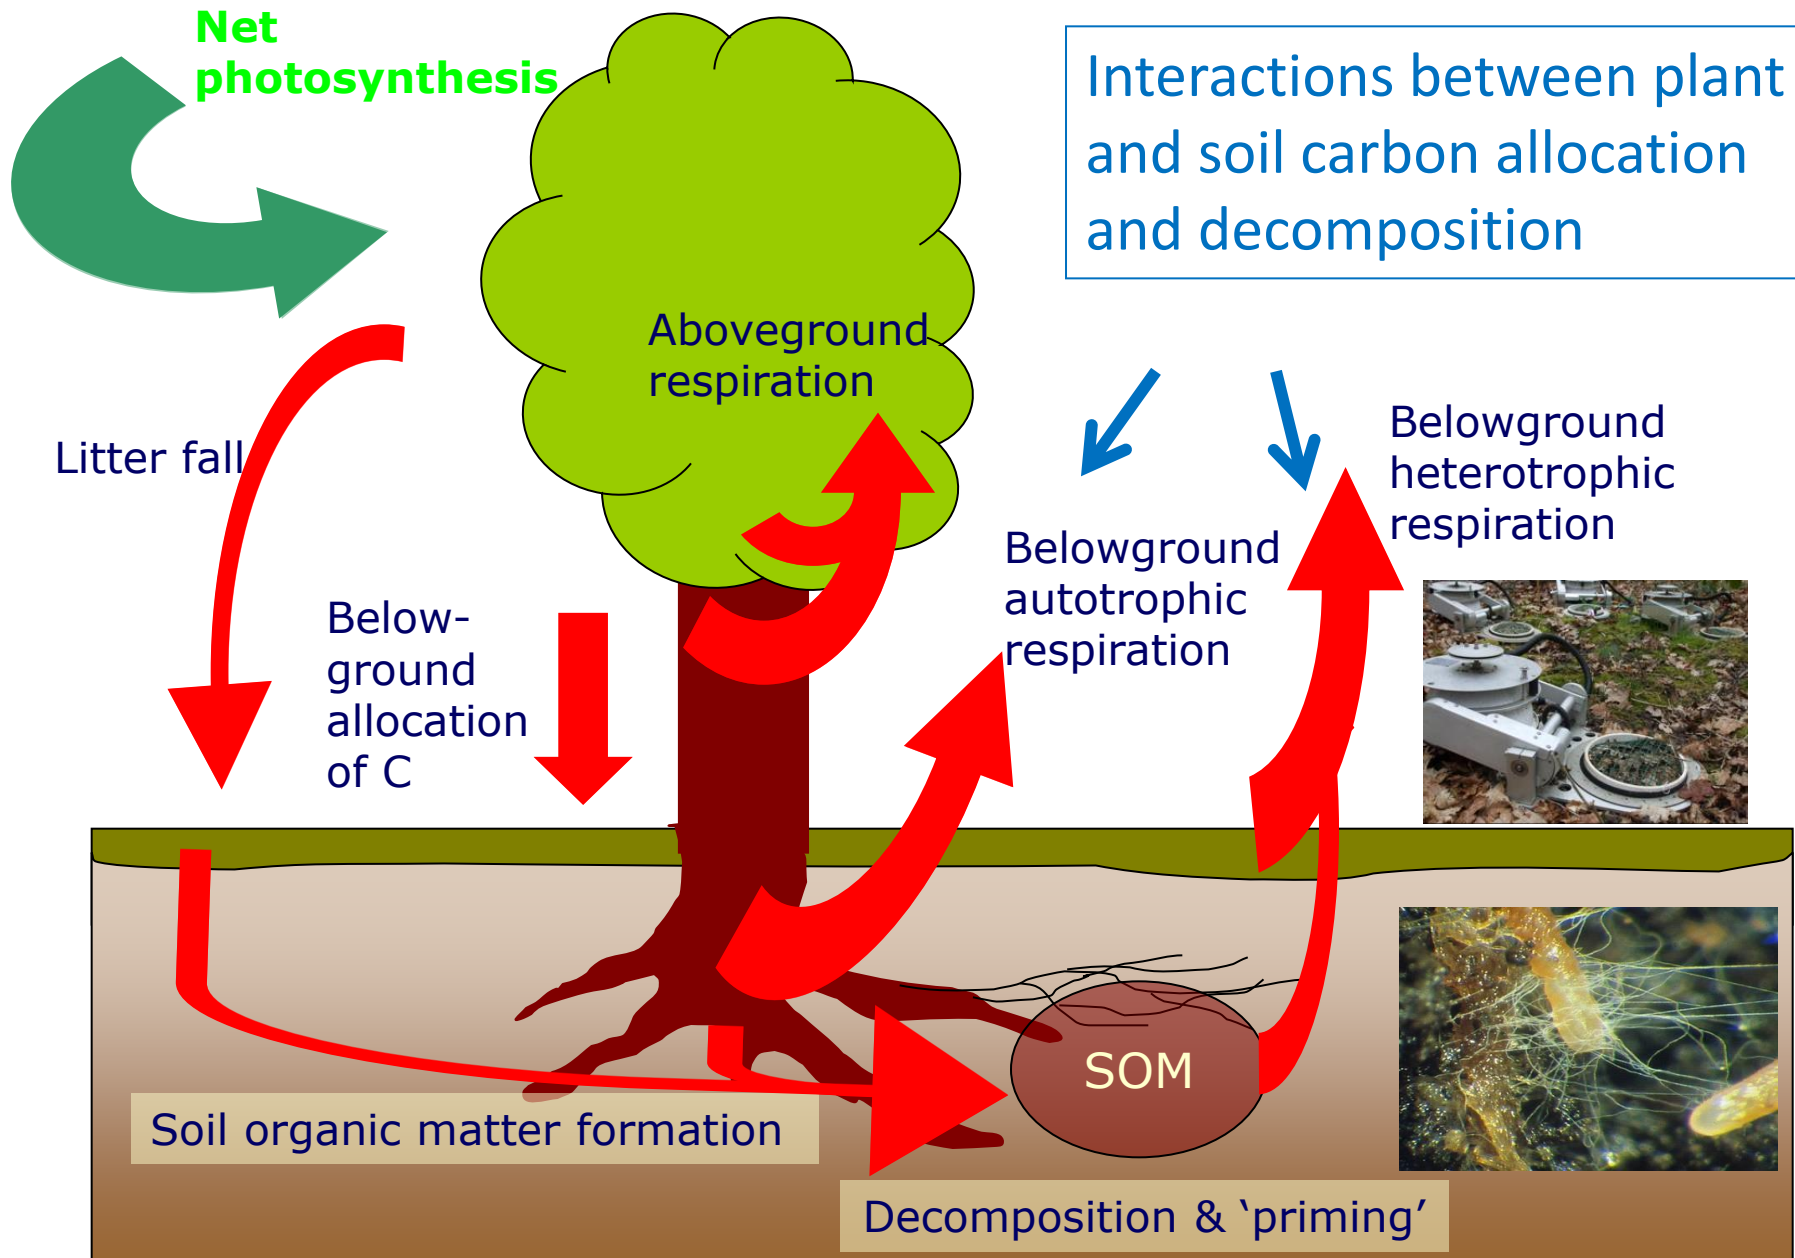 Net
photosynthesis
Interactions between plant
and soil carbon allocation
and decomposition
Aboveground
respiration
Litter fall
Belowground
heterotrophic
respiration
Belowground
autotrophic
respiration
Below-
ground
allocation
of C
SOM
Soil organic matter formation
Decomposition & ‘priming’